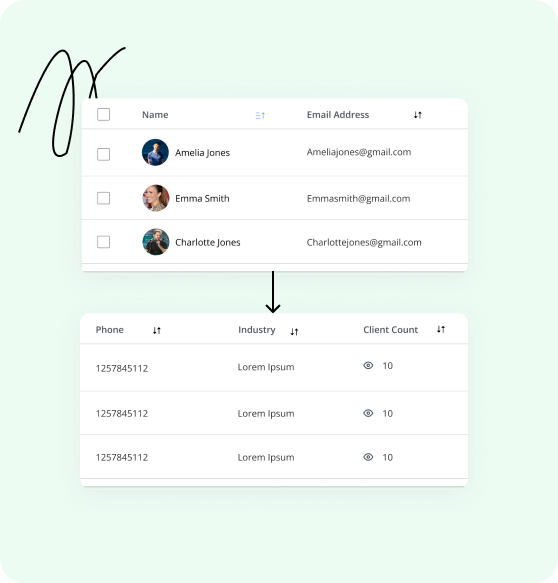 Name Email Address
Amelia Jones Ameliajones@gmail.com
Emma Smith Emmasmith@gmail.com
Charlotte Jones Charlottejones@gmail.com
Phone Industry Client Count
1257845112 Lorem Ipsum 10
1257845112 Lorem Ipsum 10
1257845112 Lorem Ipsum 10